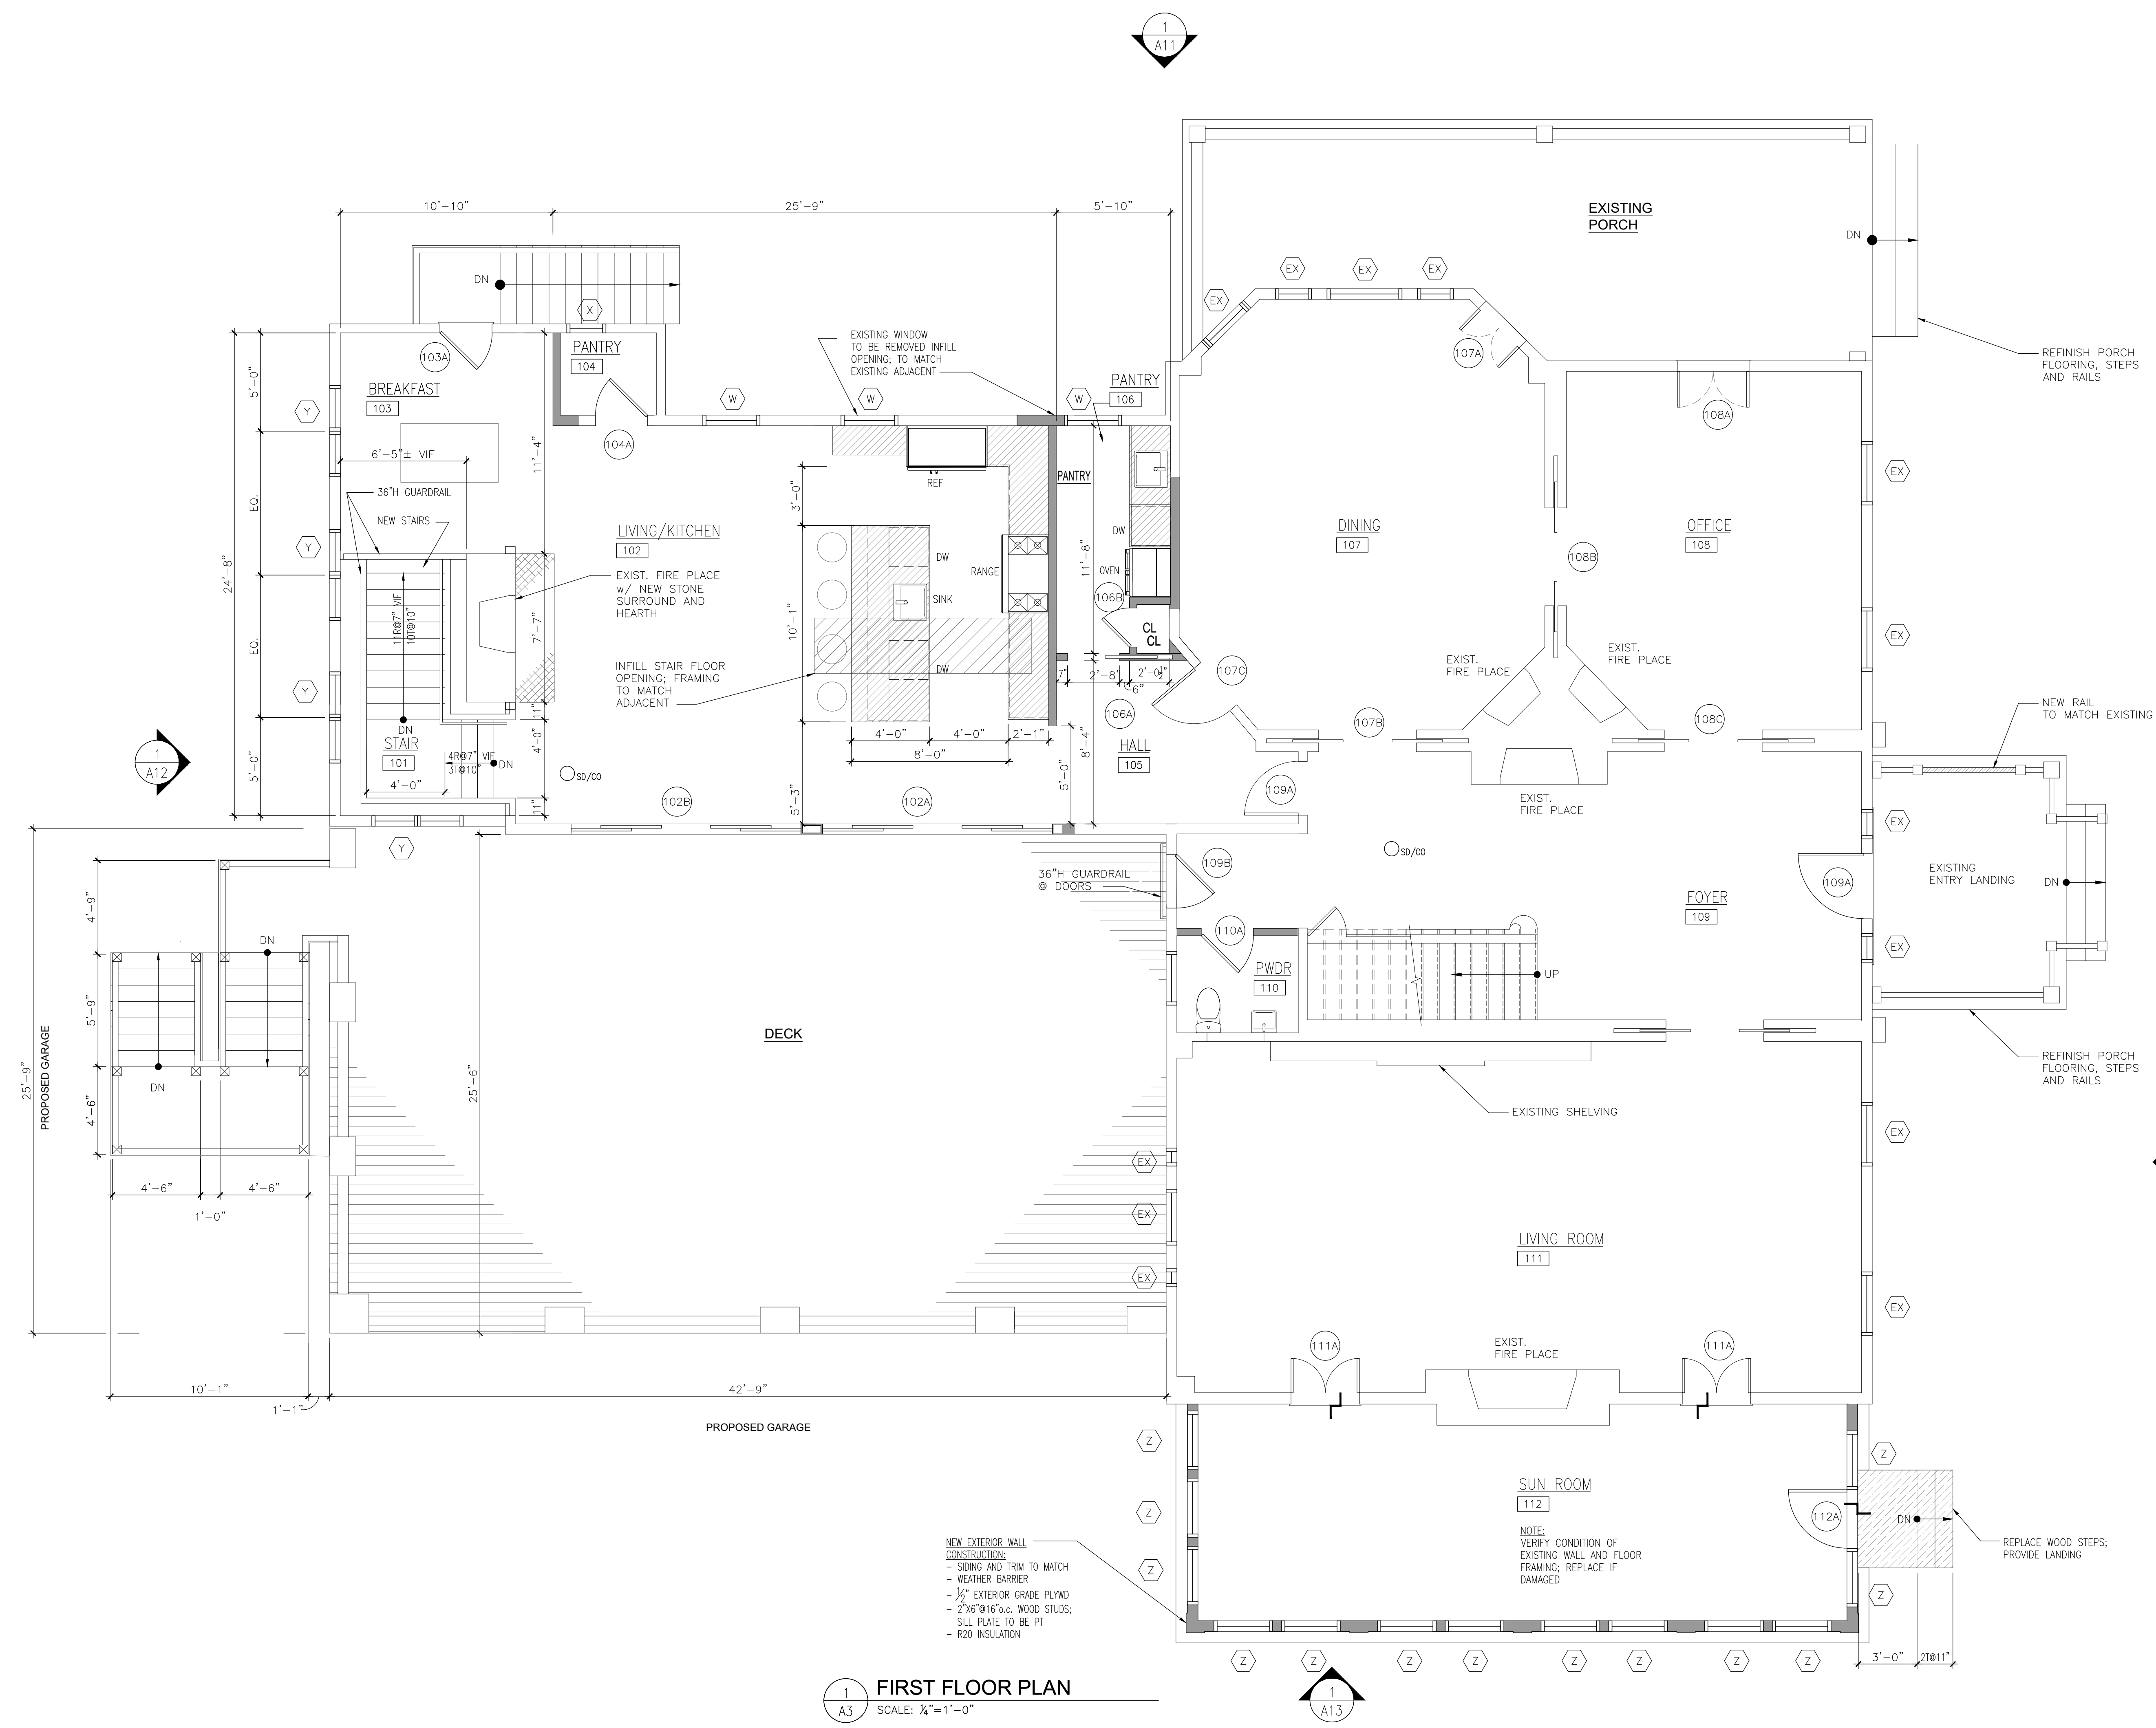 1
A11
10'-10"
25'-9"
5'-10"
EXISTING
PORCH
DN
DN
EX
EX
EX
EX
X
PANTRY
104
EXISTING WINDOW
TO BE REMOVED INFILL
OPENING; TO MATCH
EXISTING ADJACENT
REFINISH PORCH
FLOORING, STEPS
AND RAILS
103A
107A
BREAKFAST
103
PANTRY
106
5'-0"
Y
W
W
W
108A
104A
6'-5"± VIF
11'-4"
PANTRY
EX
REF
36"H GUARDRAIL
3'-0"
EQ.
NEW STAIRS
LIVING/KITCHEN
102
DINING
107
OFFICE
108
DW
Y
DW
108B
24'-8"
EXIST. FIRE PLACE
w/ NEW STONE
SURROUND AND
HEARTH
RANGE
OVEN
11'-8"
SINK
106B
11R@7" VIF
10T@10"
7'-7"
10'-1"
CL
CL
EX
EQ.
EXIST.
FIRE PLACE
EXIST.
FIRE PLACE
INFILL STAIR FLOOR
OPENING; FRAMING
TO MATCH
ADJACENT
DW
7"
2'-8"
2'-0½"
6"
107C
Y
11"
106A
107B
108C
NEW RAIL
TO MATCH EXISTING
DN
STAIR
101
4'-0"
4R@7" VIF
3T@10"
DN
4'-0"
4'-0"
4'-0"
2'-1"
8'-0"
8'-4"
HALL
105
1
A12
5'-0"
SD/CO
5'-0"
5'-3"
109A
11"
102B
102A
EXIST.
FIRE PLACE
EX
Y
SD/CO
109B
36"H GUARDRAIL
@ DOORS
EXISTING
ENTRY LANDING
DN
109A
FOYER
109
4'-9"
110A
DN
EX
PWDR
110
UP
5'-9"
DECK
25'-9"
PROPOSED GARAGE
25'-6"
REFINISH PORCH
FLOORING, STEPS
AND RAILS
DN
4'-6"
EXISTING SHELVING
EX
EX
4'-6"
4'-6"
1'-0"
EX
LIVING ROOM
111
EX
EX
111A
EXIST.
FIRE PLACE
111A
10'-1"
1'-1"
42'-9"
PROPOSED GARAGE
Z
Z
SUN ROOM
112
Z
112A
DN
NOTE:
VERIFY CONDITION OF
EXISTING WALL AND FLOOR
FRAMING; REPLACE IF
DAMAGED
NEW EXTERIOR WALL
CONSTRUCTION:
- SIDING AND TRIM TO MATCH
- WEATHER BARRIER
- ½" EXTERIOR GRADE PLYWD
- 2"X6"@16"o.c. WOOD STUDS;
SILL PLATE TO BE PT
- R20 INSULATION
REPLACE WOOD STEPS;
PROVIDE LANDING
Z
Z
Z
Z
Z
Z
Z
Z
Z
Z
3'-0"
2T@11"
1
A3
FIRST FLOOR PLAN
SCALE: ¼"=1'-0"
1
A13